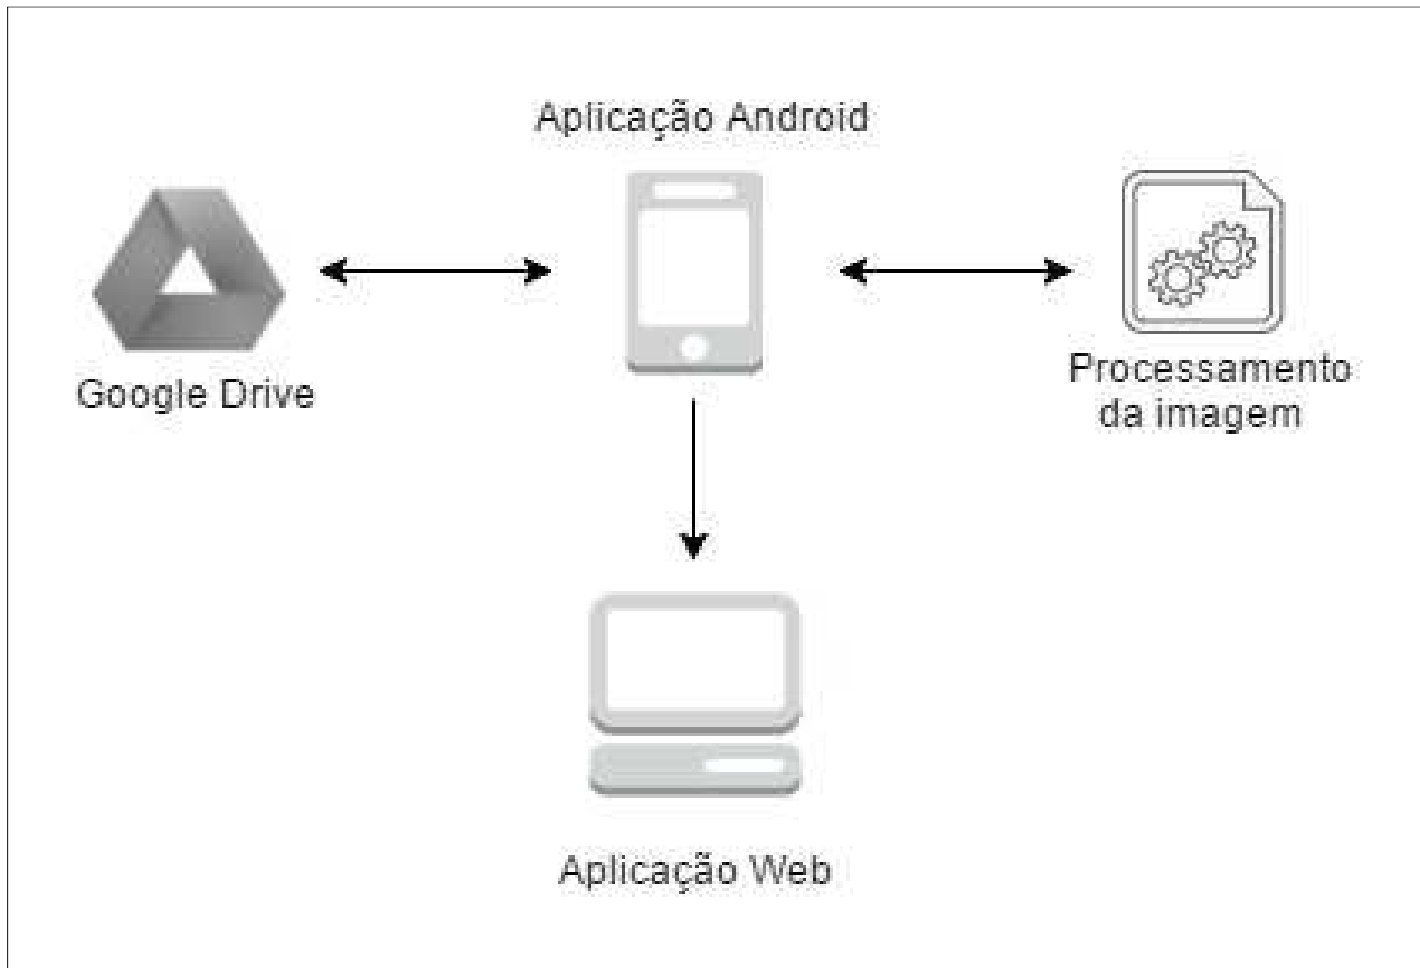 Aplicação Android
Google Drive
Processamento
da imagem
Aplicação Web